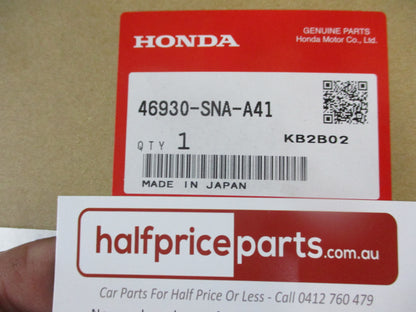 HONDA
GENUINE PARTS
Honda Motor Co., Ltd.
46930-SNA-A41
QTY 1
KB2B02
MADE IN JAPAN
halfpriceparts.com.au
Car Parts For Half Price Or Less - Call 0412 760 479